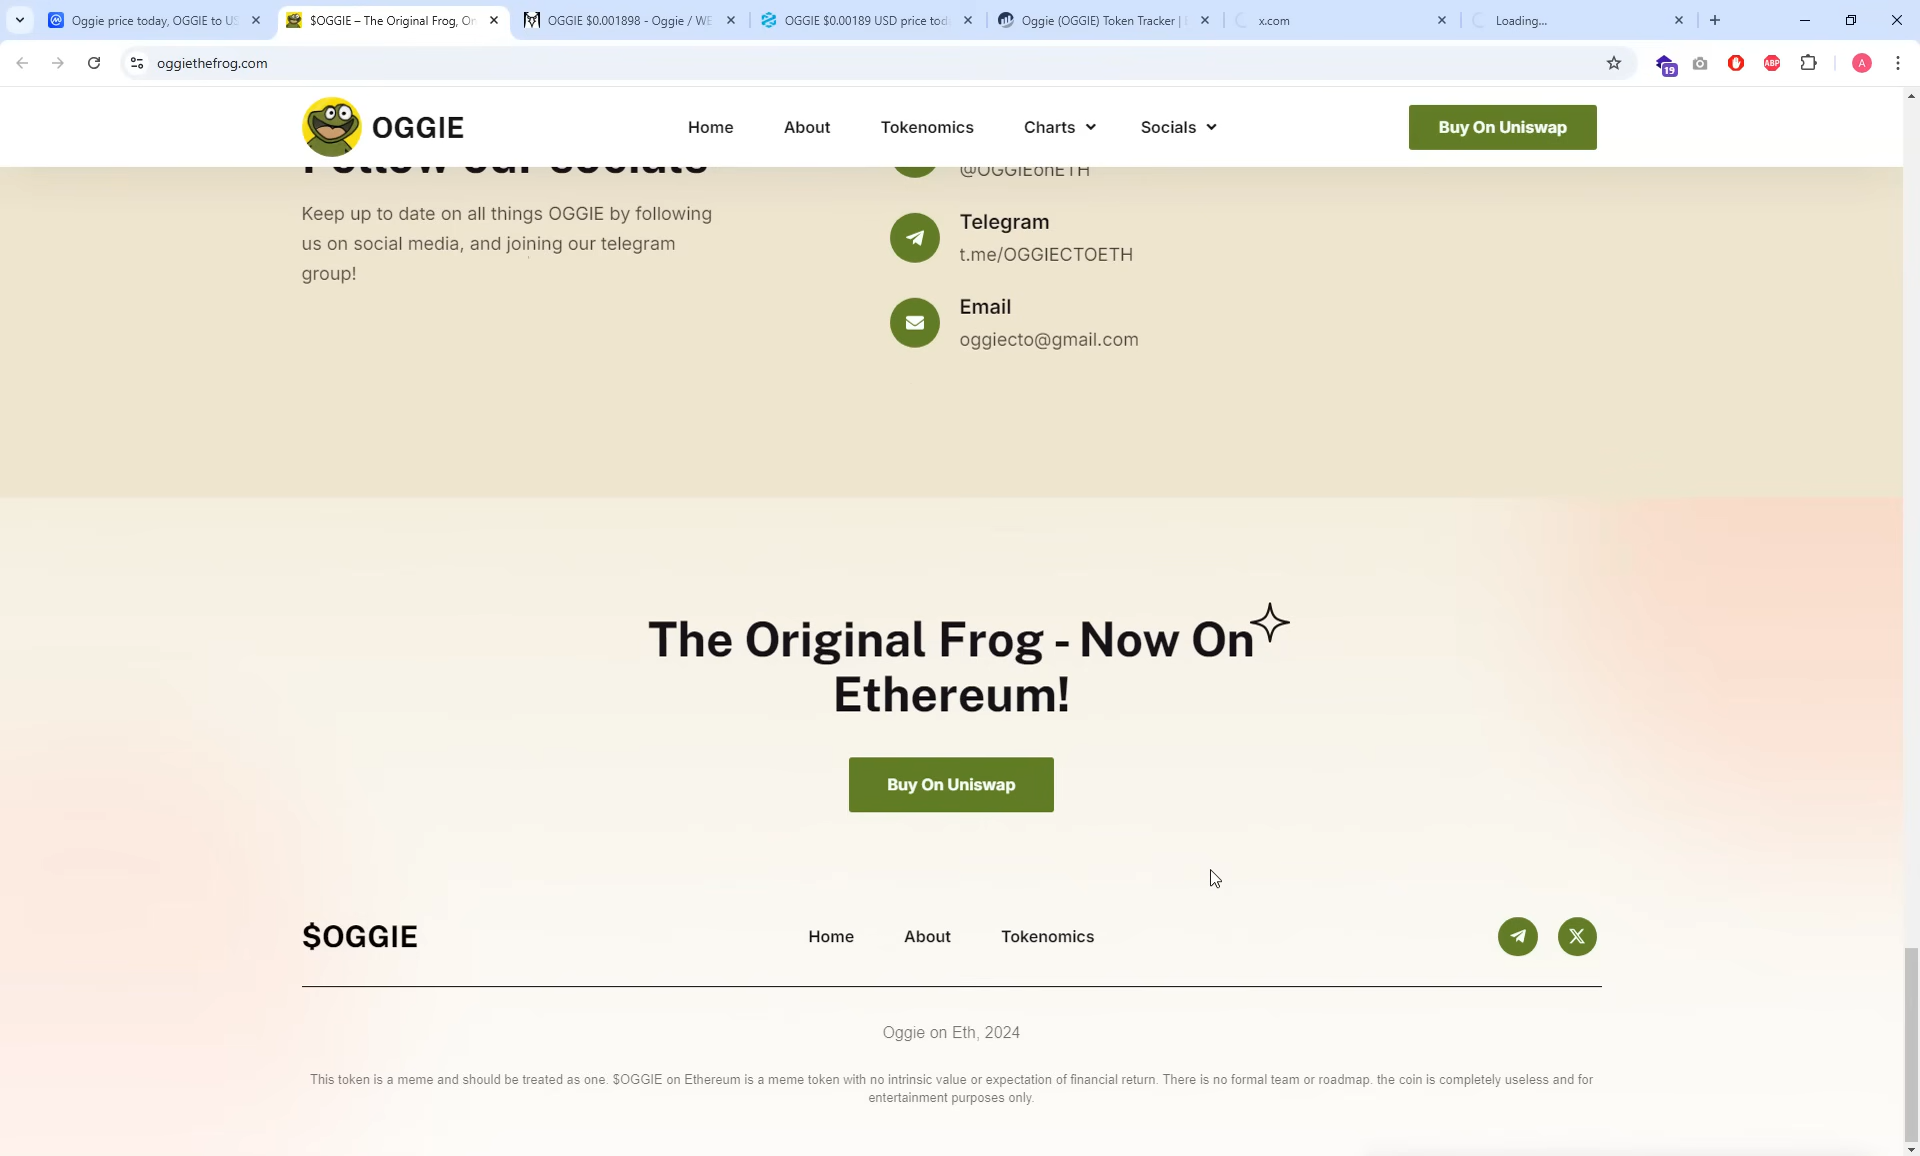 Oggie price today, OGGIE to US
$OGGIE – The Original Frog, On
OGGIE $0.001898 - Oggie / WE
OGGIE $0.00189 USD price tod
Oggie (OGGIE) Token Tracker |
x.com
Loading...
oggiethefrog.com
19
ABP
A
OGGIE
Home
About
Tokenomics
Charts
Socials
Buy On Uniswap
Follow our socials
@OGGIEonETH
Keep up to date on all things OGGIE by following
us on social media, and joining our telegram
group!
Telegram
t.me/OGGIECTOETH
Email
oggiecto@gmail.com
The Original Frog - Now On
Ethereum!
Buy On Uniswap
$OGGIE
Home
About
Tokenomics
Oggie on Eth, 2024
This token is a meme and should be treated as one. $OGGIE on Ethereum is a meme token with no intrinsic value or expectation of financial return. There is no formal team or roadmap. the coin is completely useless and for
entertainment purposes only.